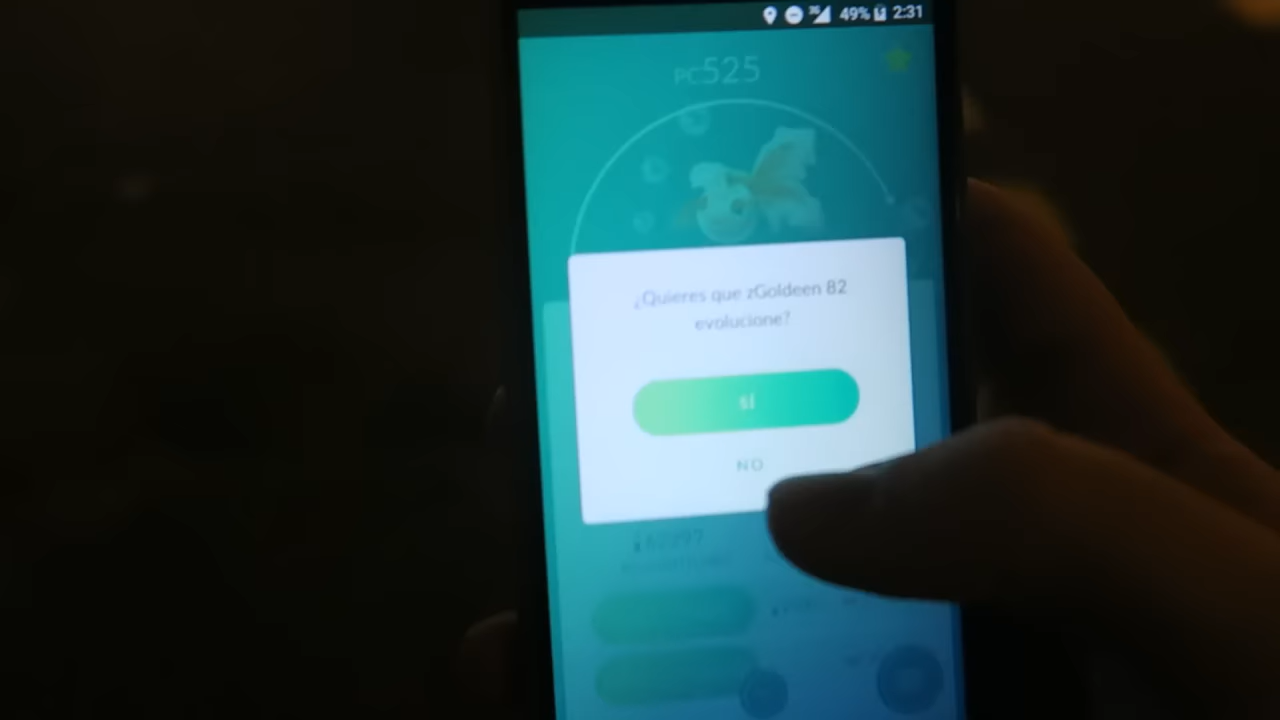 49% 2:31
PC525
¿Quieres que zGoldeen 82
evolucione?
SÍ
NO